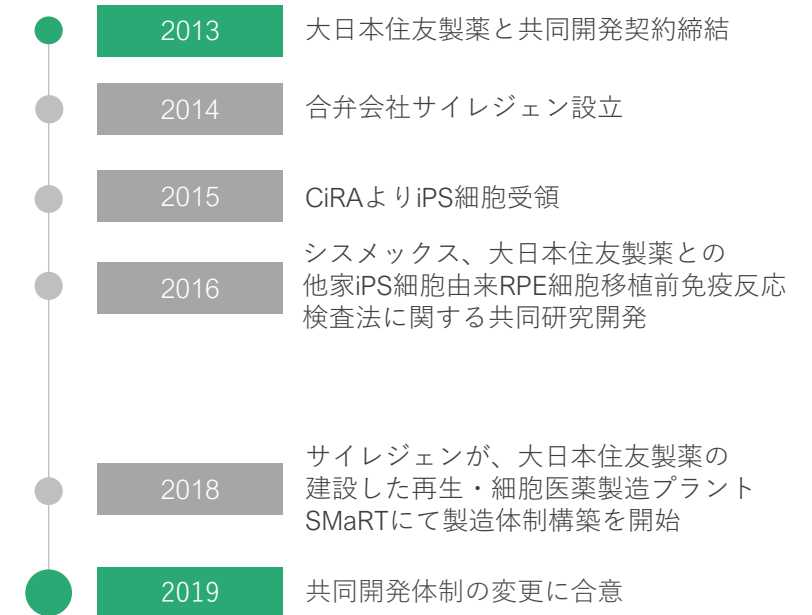 2013
大日本住友製薬と共同開発契約締結
2014
合弁会社サイレジェン設立
2015
CiRAよりiPS細胞受領
2016
シスメックス、大日本住友製薬との
他家iPS細胞由来RPE細胞移植前免疫反応
検査法に関する共同研究開発
2018
サイレジェンが、大日本住友製薬の
建設した再生・細胞医薬製造プラント
SMaRTにて製造体制構築を開始
2019
共同開発体制の変更に合意